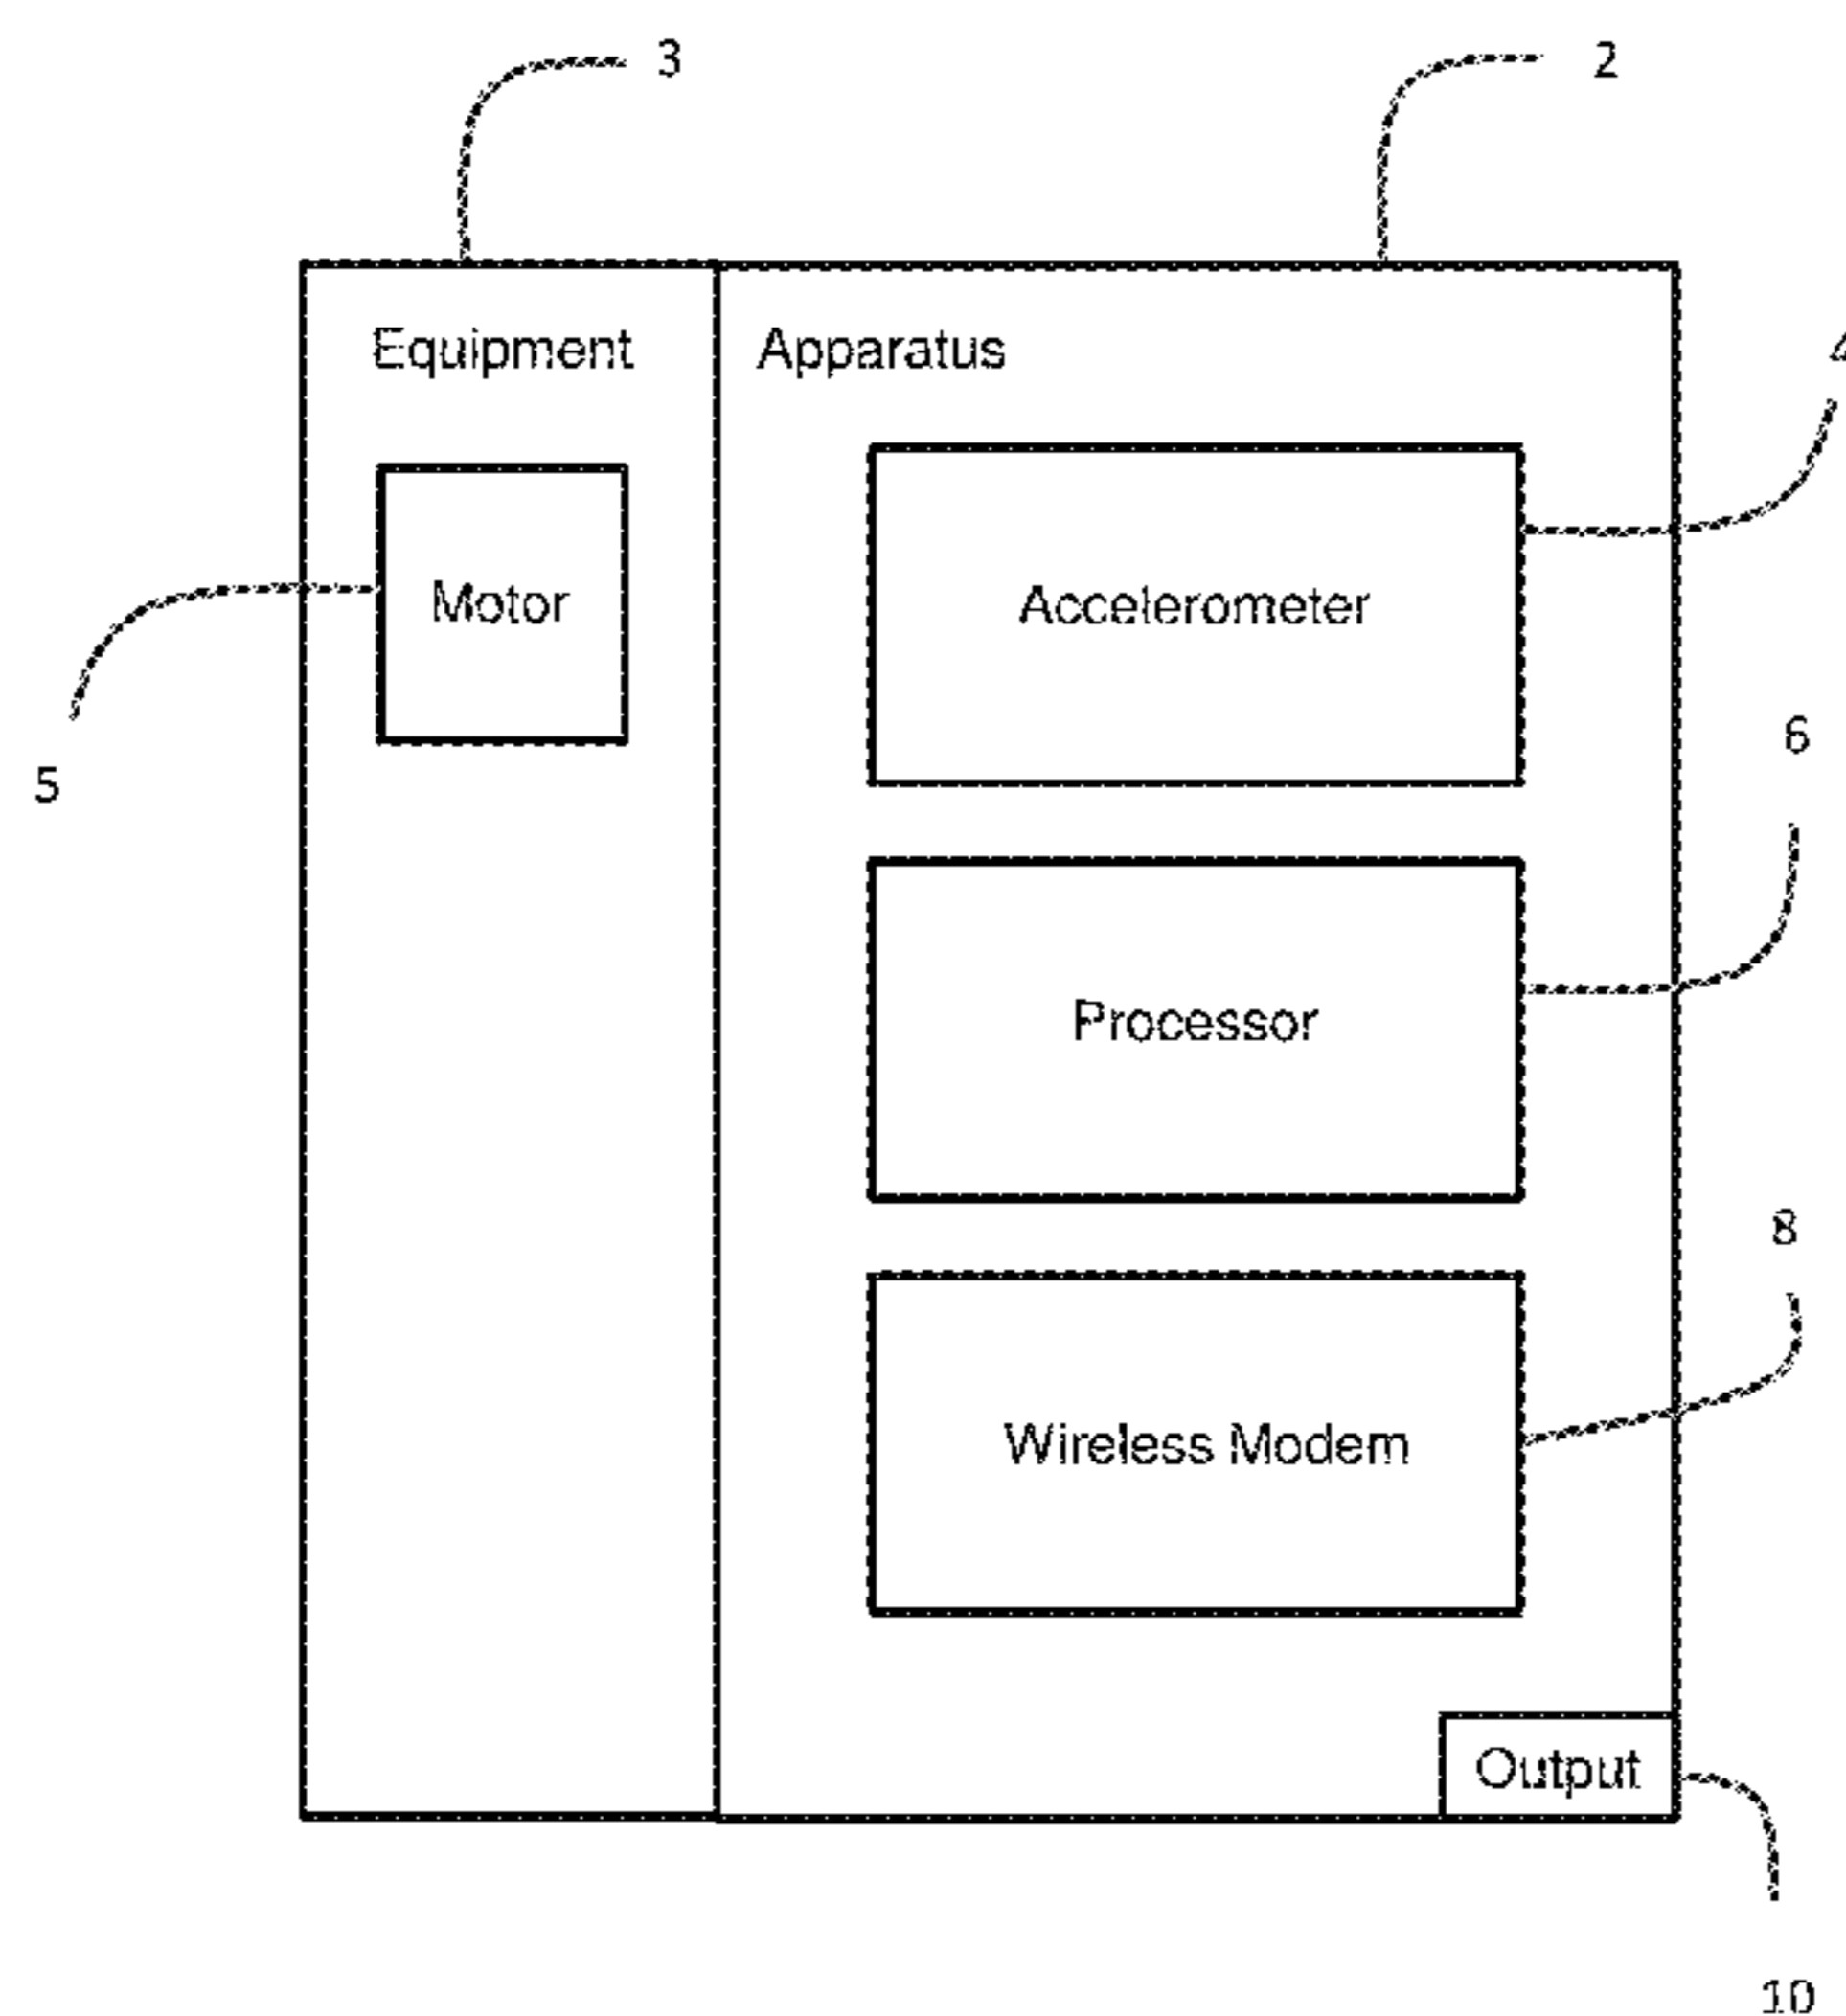 3
2
Equipment
Apparatus
4
Motor
Accelerometer
5
6
Processor
8
Wireless Modem
Output
10